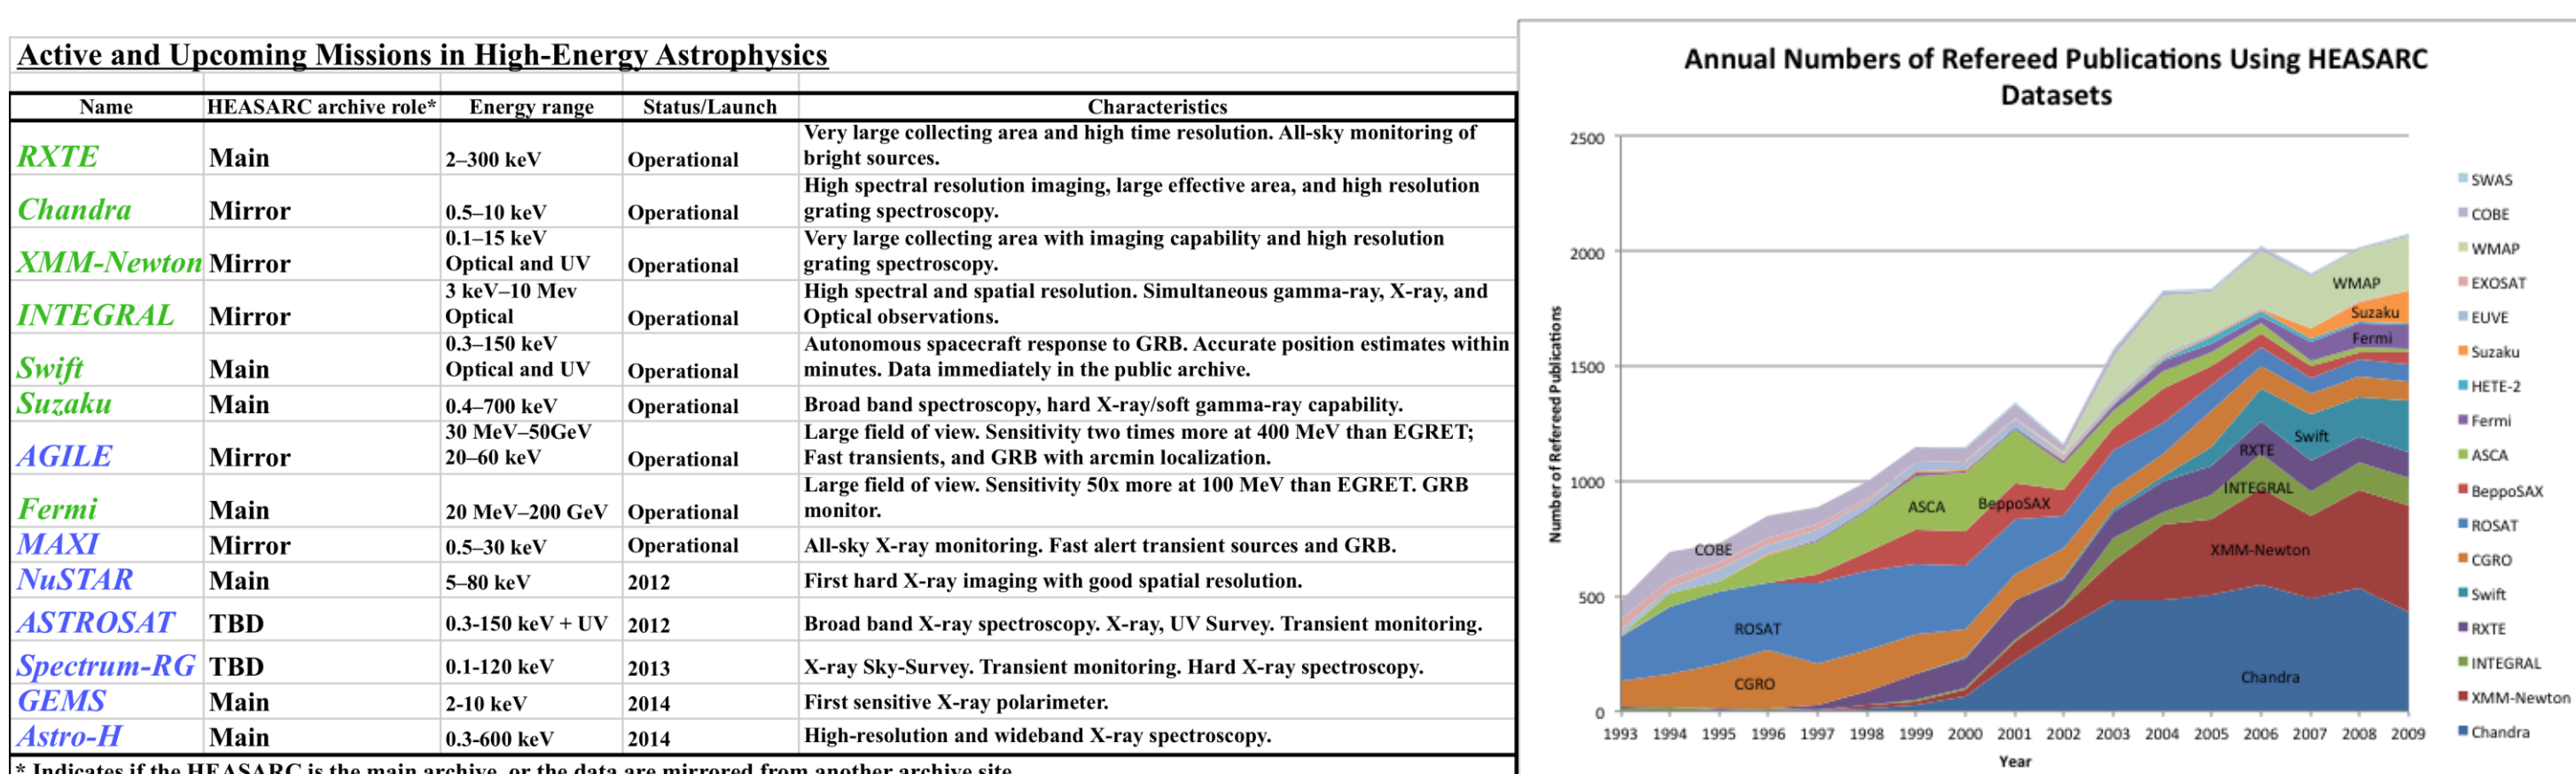 Active and Upcoming Missions in High-Energy Astrophysics
Name HEASARC archive role* Energy range Status/Launch Characteristics
RXTE Main 2–300 keV Operational Very large collecting area and high time resolution. All-sky monitoring of
bright sources.
Chandra Mirror 0.5–10 keV Operational High spectral resolution imaging, large effective area, and high resolution
grating spectroscopy.
XMM-Newton Mirror 0.1–15 keV
Optical and UV Operational Very large collecting area with imaging capability and high resolution
grating spectroscopy.
INTEGRAL Mirror 3 keV–10 Mev
Optical Operational High spectral and spatial resolution. Simultaneous gamma-ray, X-ray, and
Optical observations.
Swift Main 0.3–150 keV
Optical and UV Operational Autonomous spacecraft response to GRB. Accurate position estimates within
minutes. Data immediately in the public archive.
Suzaku Main 0.4–700 keV Operational Broad band spectroscopy, hard X-ray/soft gamma-ray capability.
AGILE Mirror 30 MeV–50GeV
20–60 keV Operational Large field of view. Sensitivity two times more at 400 MeV than EGRET;
Fast transients, and GRB with arcmin localization.
Fermi Main 20 MeV–200 GeV Operational Large field of view. Sensitivity 50x more at 100 MeV than EGRET. GRB
monitor.
MAXI Mirror 0.5–30 keV Operational All-sky X-ray monitoring. Fast alert transient sources and GRB.
NuSTAR Main 5–80 keV 2012 First hard X-ray imaging with good spatial resolution.
ASTROSAT TBD 0.3-150 keV + UV 2012 Broad band X-ray spectroscopy. X-ray, UV Survey. Transient monitoring.
Spectrum-RG TBD 0.1-120 keV 2013 X-ray Sky-Survey. Transient monitoring. Hard X-ray spectroscopy.
GEMS Main 2-10 keV 2014 First sensitive X-ray polarimeter.
Astro-H Main 0.3-600 keV 2014 High-resolution and wideband X-ray spectroscopy.
* Indicates if the HEASARC is the main archive, or the data are mirrored from another archive site
Annual Numbers of Refereed Publications Using HEASARC
Datasets
Number of Refereed Publications
2500
2000
1500
1000
500
0
COBE
ROSAT
CGRO
ASCA
BeppoSAX
WMAP
Suzaku
Fermi
Swift
RXTE
INTEGRAL
XMM-Newton
Chandra
1993 1994 1995 1996 1997 1998 1999 2000 2001 2002 2003 2004 2005 2006 2007 2008 2009
Year
SWAS
COBE
WMAP
EXOSAT
EUVE
Suzaku
HETE-2
Fermi
ASCA
BeppoSAX
ROSAT
CGRO
Swift
RXTE
INTEGRAL
XMM-Newton
Chandra